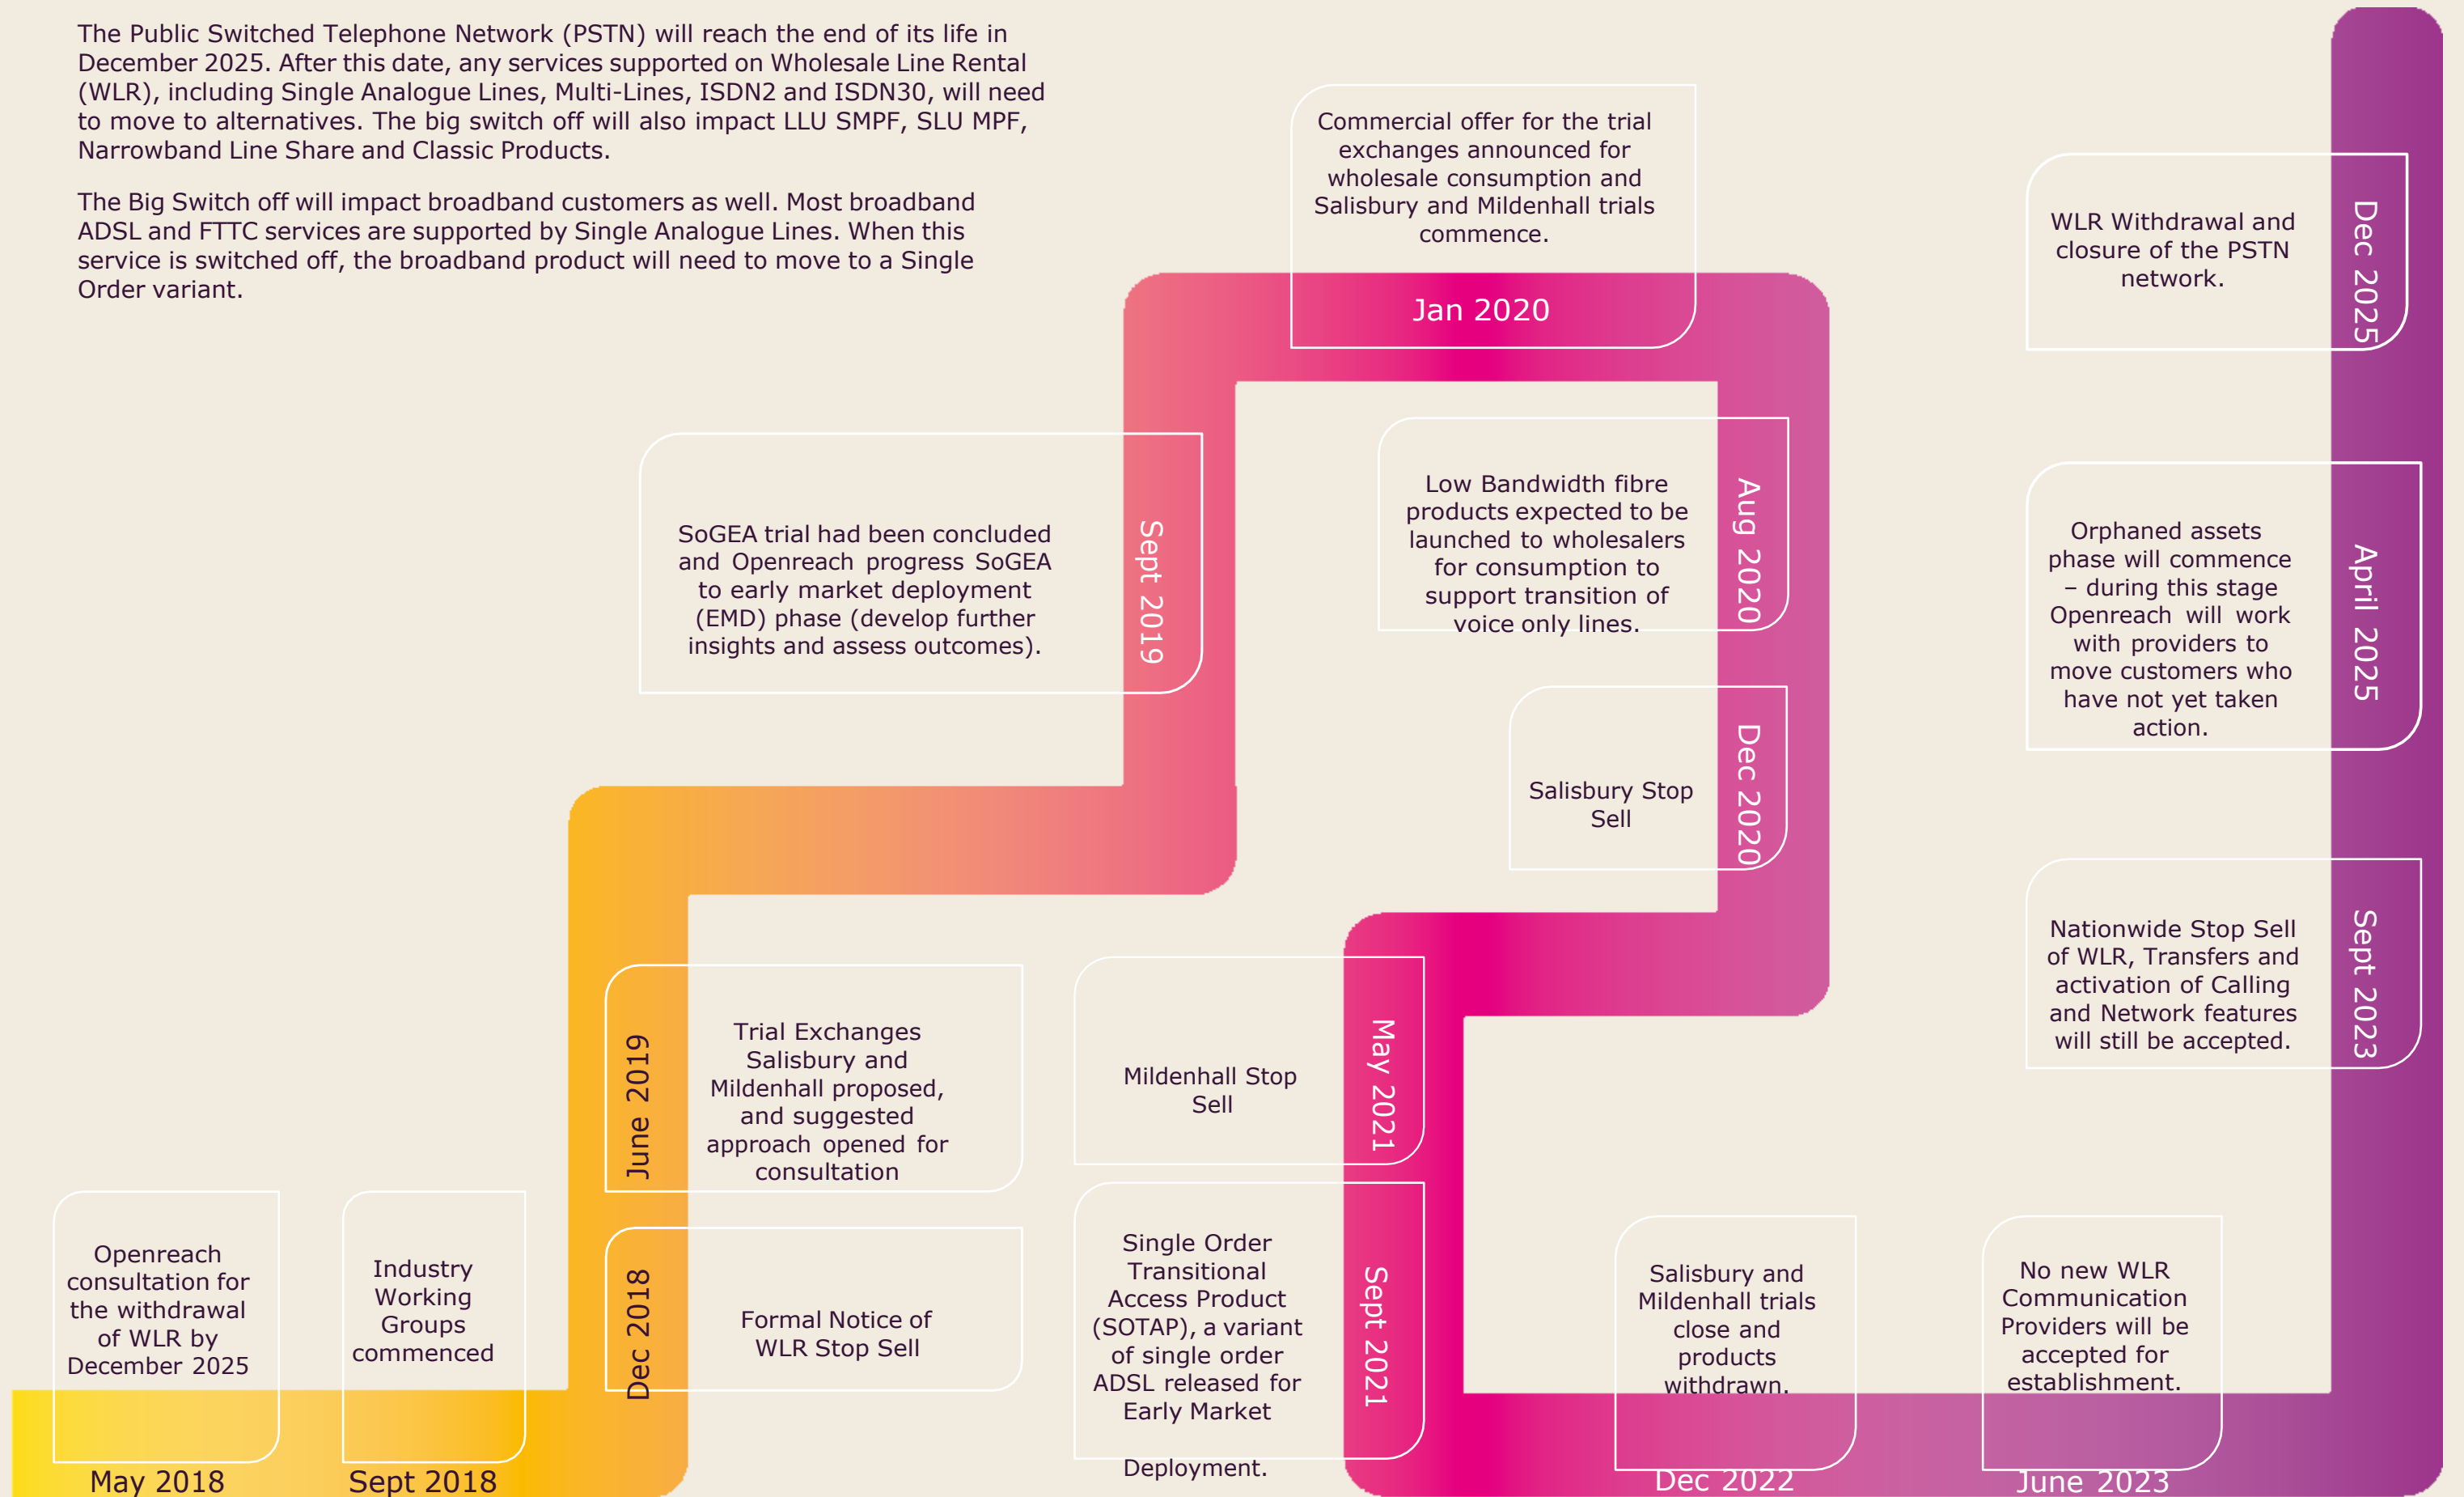 The Public Switched Telephone Network (PSTN) will reach the end of its life in
December 2025. After this date, any services supported on Wholesale Line Rental
(WLR), including Single Analogue Lines, Multi-Lines, ISDN2 and ISDN30, will need
to move to alternatives. The big switch off will also impact LLU SMPF, SLU MPF,
Narrowband Line Share and Classic Products.
The Big Switch off will impact broadband customers as well. Most broadband
ADSL and FTTC services are supported by Single Analogue Lines. When this
service is switched off, the broadband product will need to move to a Single
Order variant.
Openreach
consultation for
the withdrawal
of WLR by
December 2025
May 2018
Industry
Working
Groups
commenced
Sept 2018
Dec 2018
Formal Notice of
WLR Stop Sell
June 2019
Trial Exchanges
Salisbury and
Mildenhall proposed,
and suggested
approach opened for
consultation
SoGEA trial had been concluded
and Openreach progress SoGEA
to early market deployment
(EMD) phase (develop further
insights and assess outcomes).
Sept 2019
Commercial offer for the trial
exchanges announced for
wholesale consumption and
Salisbury and Mildenhall trials
commence.
Jan 2020
Low Bandwidth fibre
products expected to be
launched to wholesalers
for consumption to
support transition of
voice only lines.
Aug 2020
Salisbury Stop
Sell
Dec 2020
Mildenhall Stop
Sell
May 2021
Single Order
Transitional
Access Product
(SOTAP), a variant
of single order
ADSL released for
Early Market
Deployment.
Sept 2021
Salisbury and
Mildenhall trials
close and
products
withdrawn.
Dec 2022
No new WLR
Communication
Providers will be
accepted for
establishment.
June 2023
Nationwide Stop Sell
of WLR, Transfers and
activation of Calling
and Network features
will still be accepted.
Sept 2023
Orphaned assets
phase will commence
– during this stage
Openreach will work
with providers to
move customers who
have not yet taken
action.
April 2025
WLR Withdrawal and
closure of the PSTN
network.
Dec 2025